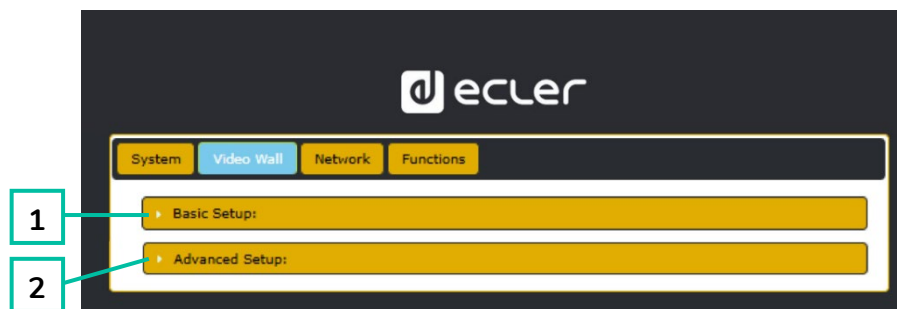 ecler
System Video Wall Network Functions
1 Basic Setup:
2 Advanced Setup: